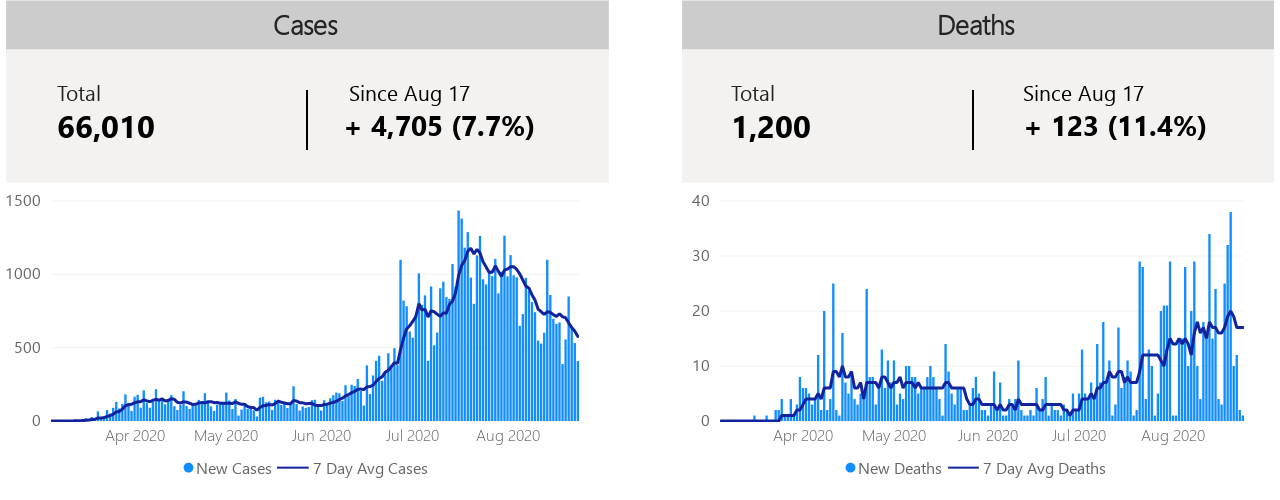 Cases
Total
66,010
Since Aug 17
+ 4,705 (7.7%)
1500
1000
500
0
Apr 2020 May 2020 Jun 2020 Jul 2020 Aug 2020
New Cases 7 Day Avg Cases
Deaths
Total
1,200
Since Aug 17
+ 123 (11.4%)
40
30
20
10
0
Apr 2020 May 2020 Jun 2020 Jul 2020 Aug 2020
New Deaths 7 Day Avg Deaths